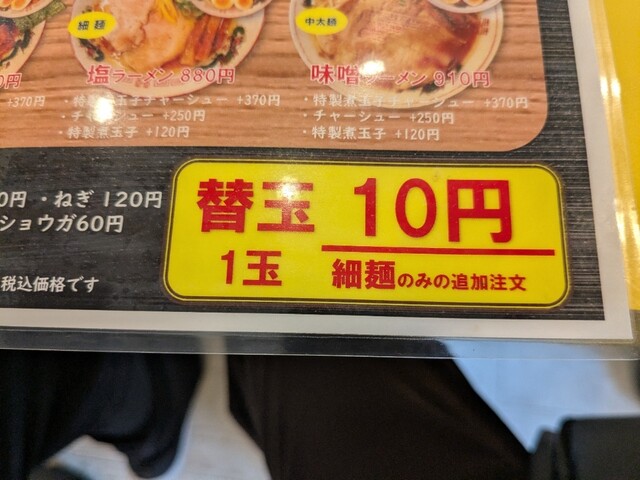 細麺
中太麺
塩ラーメン 880円
味噌ラーメン 910円
+370円
・特製煮玉子チャーシュー +370円
・チャーシュー +250円
・特製煮玉子 +120円
・特製煮玉子チャーシュー +370円
・チャーシュー +250円
・特製煮玉子 +120円
0円 ・ねぎ 120円
ショウガ60円
税込価格です
替玉 10円
1玉 細麺のみの追加注文